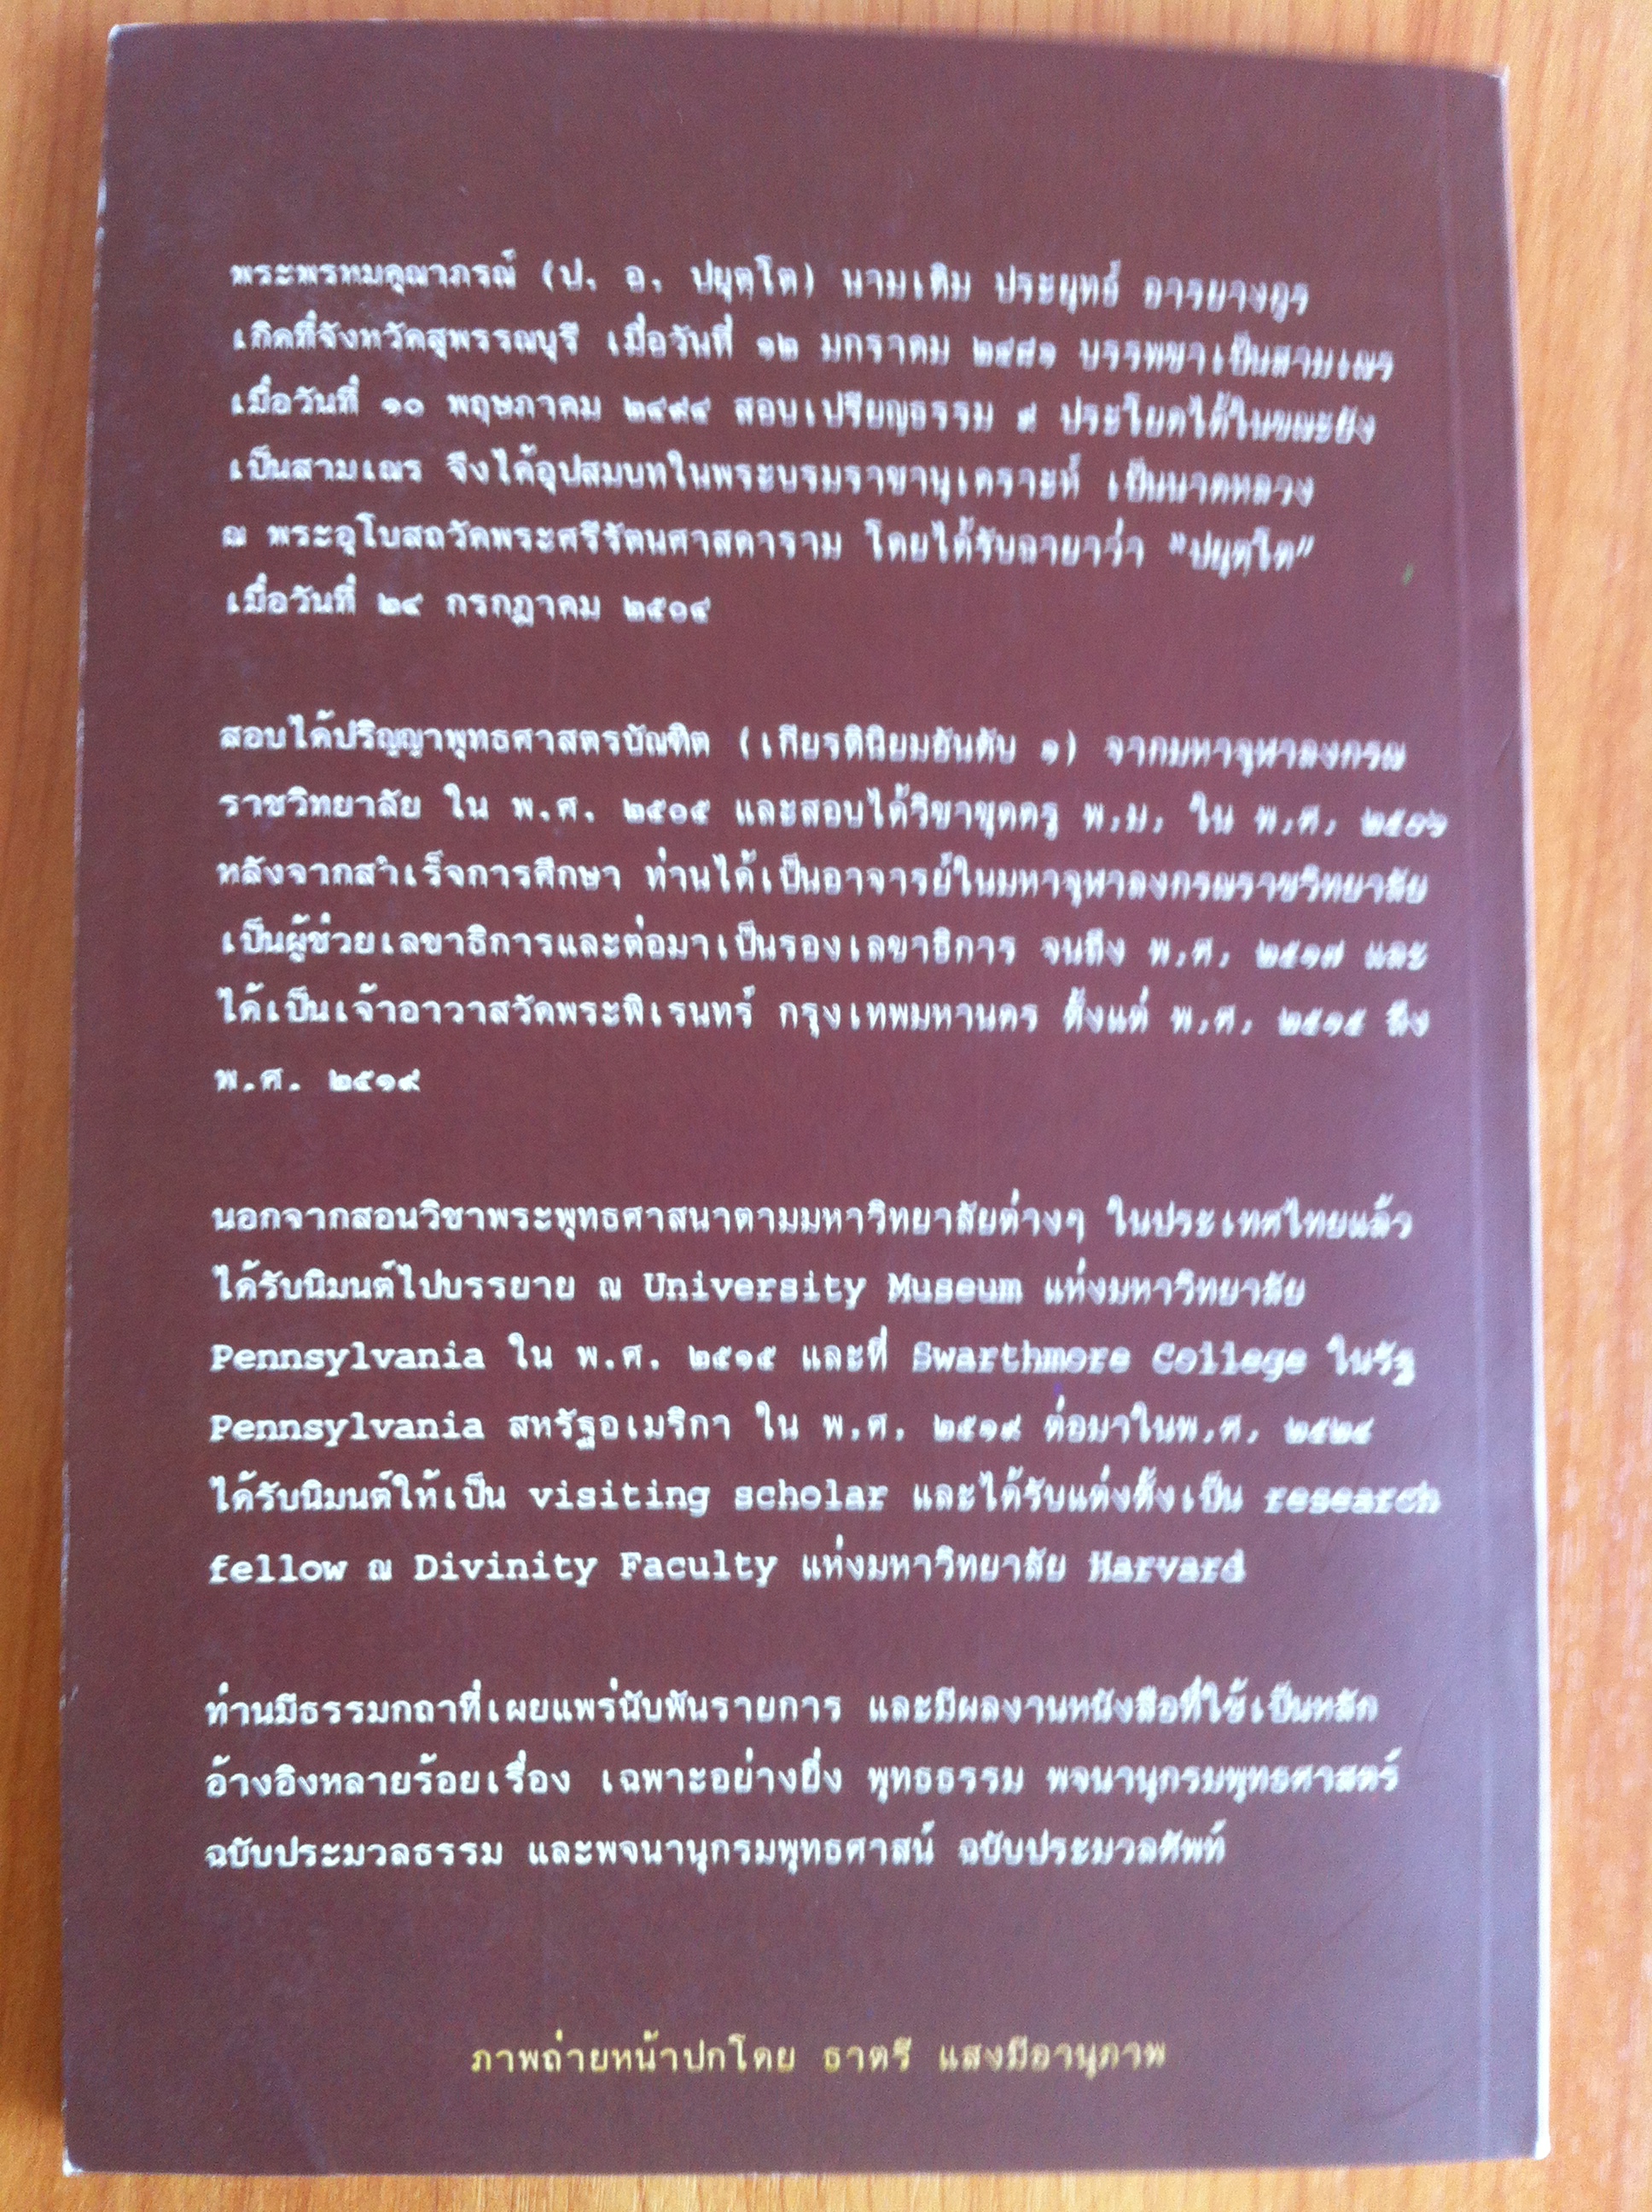 พระพรหมคุณาภรณ์ (ป. อ. ปยุตฺโต) นามเดิม ประยุทธ์ อารยางกูร
เกิดที่จังหวัดสุพรรณบุรี เมื่อวันที่ ๑๒ มกราคม ๒๔๘๑ บรรพชาเป็นสามเณร
เมื่อวันที่ ๑๐ พฤษภาคม ๒๔๙๔ สอบเปรียญธรรม ๙ ประโยคได้ในขณะยัง
เป็นสามเณร จึงได้อุปสมบทในพระบรมราชานุเคราะห์ เป็นนาคหลวง
ณ พระอุโบสถวัดพระศรีรัตนศาสดาราม โดยได้รับฉายาว่า "ปยุตฺโต"
เมื่อวันที่ ๒๔ กรกฎาคม ๒๕๐๔
สอบได้ปริญญาพุทธศาสตรบัณฑิต (เกียรตินิยมอันดับ ๑) จากมหาจุฬาลงกรณ
ราชวิทยาลัย ใน พ.ศ. ๒๕๐๕ และสอบได้วิชาชุดครู พ.ม. ใน พ.ศ. ๒๕๐๖
หลังจากสำเร็จการศึกษา ท่านได้เป็นอาจารย์ในมหาจุฬาลงกรณราชวิทยาลัย
เป็นผู้ช่วยเลขาธิการและต่อมาเป็นรองเลขาธิการ จนถึง พ.ศ. ๒๕๑๗ และ
ได้เป็นเจ้าอาวาสวัดพระพิเรนทร์ กรุงเทพมหานคร ตั้งแต่ พ.ศ. ๒๕๑๕ ถึง
พ.ศ. ๒๕๑๙
นอกจากสอนวิชาพระพุทธศาสนาตามมหาวิทยาลัยต่างๆ ในประเทศไทยแล้ว
ได้รับนิมนต์ไปบรรยาย ณ University Museum แห่งมหาวิทยาลัย
Pennsylvania ใน พ.ศ. ๒๕๑๕ และที่ Swarthmore College ในรัฐ
Pennsylvania สหรัฐอเมริกา ใน พ.ศ. ๒๕๑๙ ต่อมาในพ.ศ. ๒๕๒๔
ได้รับนิมนต์ให้เป็น visiting scholar และได้รับแต่งตั้งเป็น research
fellow ณ Divinity Faculty แห่งมหาวิทยาลัย Harvard
ท่านมีธรรมกถาที่เผยแพร่นับพันรายการ และมีผลงานหนังสือที่ใช้เป็นหลัก
อ้างอิงหลายร้อยเรื่อง เฉพาะอย่างยิ่ง พุทธธรรม พจนานุกรมพุทธศาสตร์
ฉบับประมวลธรรม และพจนานุกรมพุทธศาสน์ ฉบับประมวลศัพท์
ภาพถ่ายหน้าปกโดย ธาตรี แสงมีอานุภาพ